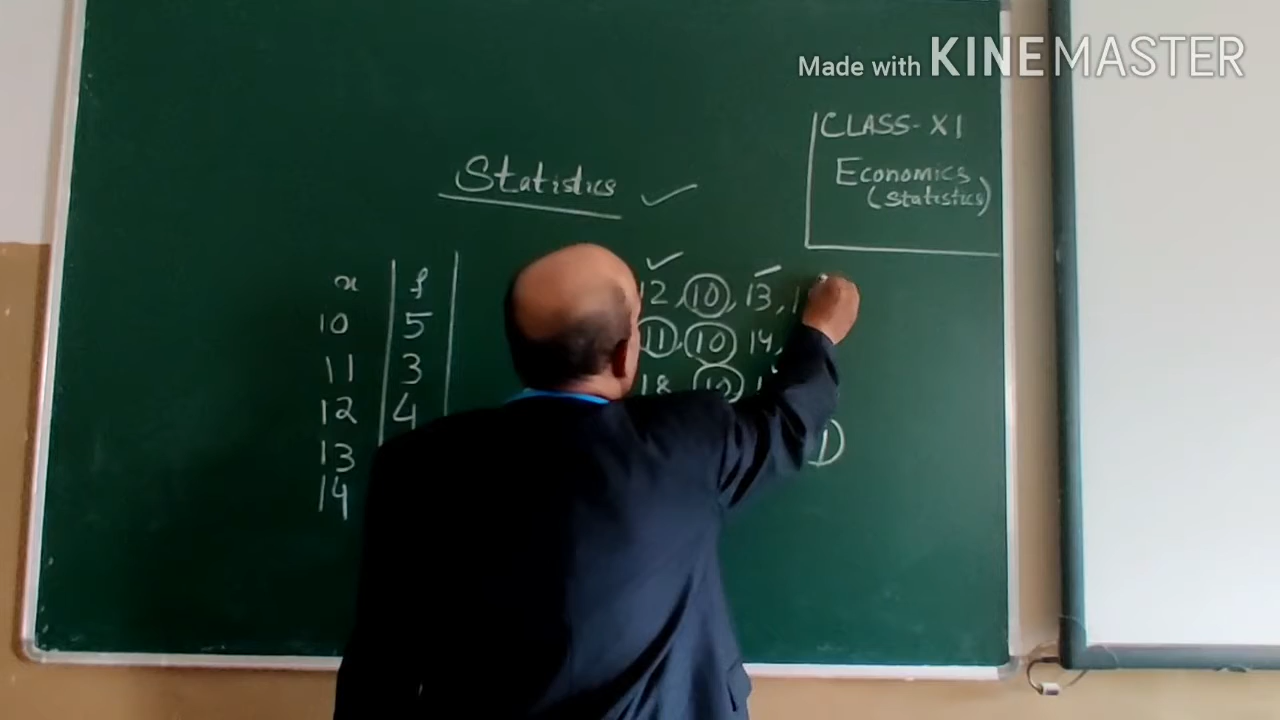 Made with KINEMASTER
CLASS-XI
Economics
(Statistics)
Statistics ✓
x f
10 5
11 3
12 4
13
14
12, 10, 13,
11, 10 14,
18 10